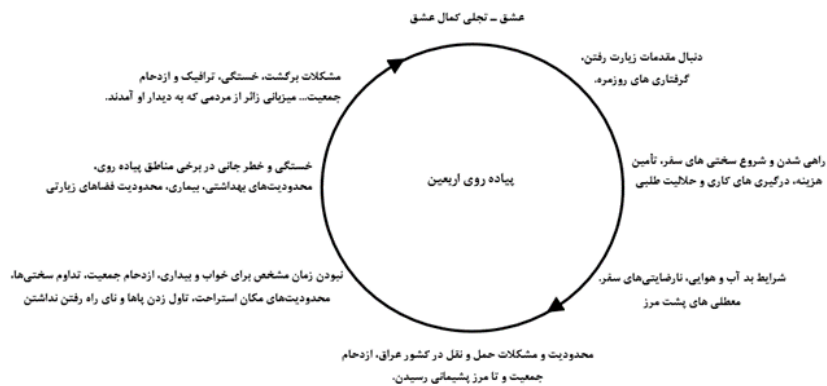 عشق – تجلی کمال عشق
دنبال مقدمات زیارت رفتن،
گرفتاری های روزمره.
راهی شدن و شروع سختی های سفر، تأمین
هزینه، درگیری های کاری و حلالیت طلبی
شرایط بد آب و هوایی، نارضایتی‌های سفر.
معطلی های پشت مرز
محدودیت و مشکلات حمل و نقل در کشور عراق، ازدحام
جمعیت و تا مرز پشیمانی رسیدن.
نبودن زمان مشخص برای خواب و بیداری، ازدحام جمعیت، تداوم سختی‌ها،
محدودیت‌های مکان استراحت، تاول زدن پاها و نای راه رفتن نداشتن
خستگی و خطر جانی در برخی مناطق پیاده روی،
محدودیت‌های بهداشتی، بیماری، محدودیت فضاهای زیارتی
مشکلات برگشت، خستگی، ترافیک و ازدحام
جمعیت... میزبانی زائر از مردمی که به دیدار او آمدند.
پیاده روی اربعین